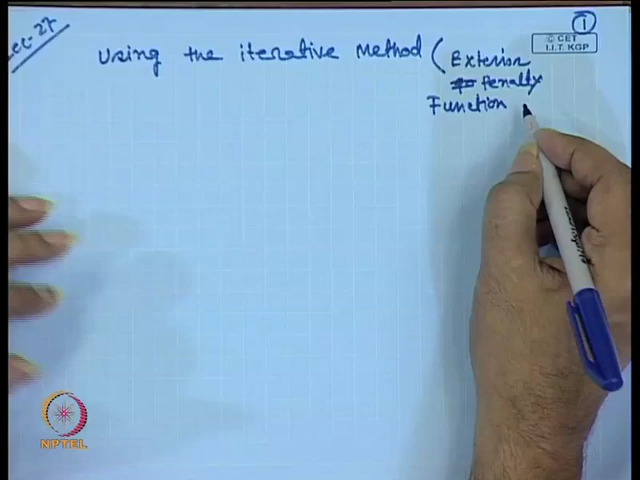 Lec-27
①
© CET
I.I.T. KGP
Using the iterative Method ( Exterior
Penalty
Function
NPTEL